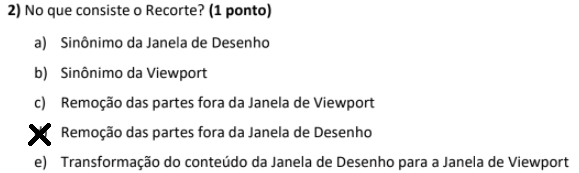 2) No que consiste o Recorte? (1 ponto)
a) Sinônimo da Janela de Desenho
b) Sinônimo da Viewport
c) Remoção das partes fora da Janela de Viewport
Remoção das partes fora da Janela de Desenho
e) Transformação do conteúdo da Janela de Desenho para a Janela de Viewport